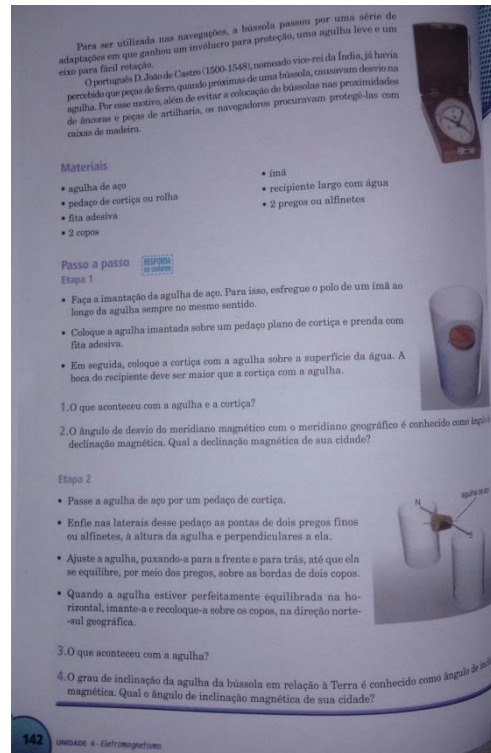 Para ser utilizada nas navegações, a bússola passou por uma série de
adaptações em que ganhou um invólucro para proteção, uma agulha leve e um
eixo para fácil rotação.
O português D. João de Castro (1500-1548), nomeado vice-rei da Índia, já havia
percebido que peças de ferro, quando próximas de uma bússola, causavam desvio na
agulha. Por esse motivo, além de evitar a colocação de bússolas nas proximidades
de âncoras e peças de artilharia, os navegadores procuravam protegê-las com
caixas de madeira.
Materiais
• agulha de aço
• pedaço de cortiça ou rolha
• fita adesiva
• 2 copos
• ímã
• recipiente largo com água
• 2 pregos ou alfinetes
Passo a passo RESPONDA
no caderno
Etapa 1
• Faça a imantação da agulha de aço. Para isso, esfregue o polo de um ímã ao
longo da agulha sempre no mesmo sentido.
• Coloque a agulha imantada sobre um pedaço plano de cortiça e prenda com
fita adesiva.
• Em seguida, coloque a cortiça com a agulha sobre a superfície da água. A
boca do recipiente deve ser maior que a cortiça com a agulha.
1.O que aconteceu com a agulha e a cortiça?
2.O ângulo de desvio do meridiano magnético com o meridiano geográfico é conhecido como ângulo
declinação magnética. Qual a declinação magnética de sua cidade?
Etapa 2
• Passe a agulha de aço por um pedaço de cortiça.
• Enfie nas laterais desse pedaço as pontas de dois pregos finos
ou alfinetes, à altura da agulha e perpendiculares a ela.
• Ajuste a agulha, puxando-a para a frente e para trás, até que ela
se equilibre, por meio dos pregos, sobre as bordas de dois copos.
• Quando a agulha estiver perfeitamente equilibrada na ho-
rizontal, imante-a e recoloque-a sobre os copos, na direção norte-
-sul geográfica.
N
agulha de aço
S
3.O que aconteceu com a agulha?
4.O grau de inclinação da agulha da bússola em relação à Terra é conhecido como ângulo de
magnética. Qual o ângulo de inclinação magnética de sua cidade?
142 UNIDADE 4 - Eletromagnetismo